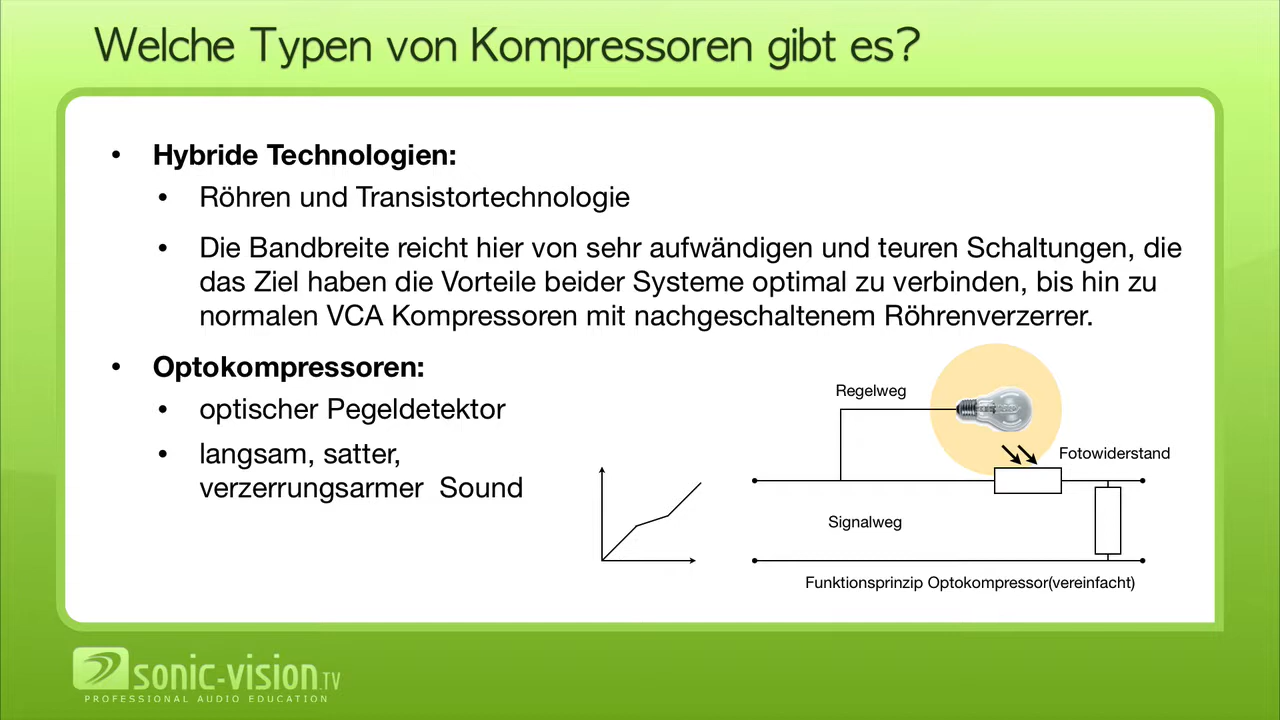 Welche Typen von Kompressoren gibt es?
• Hybride Technologien:
• Röhren und Transistortechnologie
• Die Bandbreite reicht hier von sehr aufwändigen und teuren Schaltungen, die
das Ziel haben die Vorteile beider Systeme optimal zu verbinden, bis hin zu
normalen VCA Kompressoren mit nachgeschaltenem Röhrenverzerrer.
• Optokompressoren:
• optischer Pegeldetektor
• langsam, satter,
verzerrungsarmer Sound
Regelweg
Fotowiderstand
Signalweg
Funktionsprinzip Optokompressor(vereinfacht)
sonic-vision.TV
PROFESSIONAL AUDIO EDUCATION